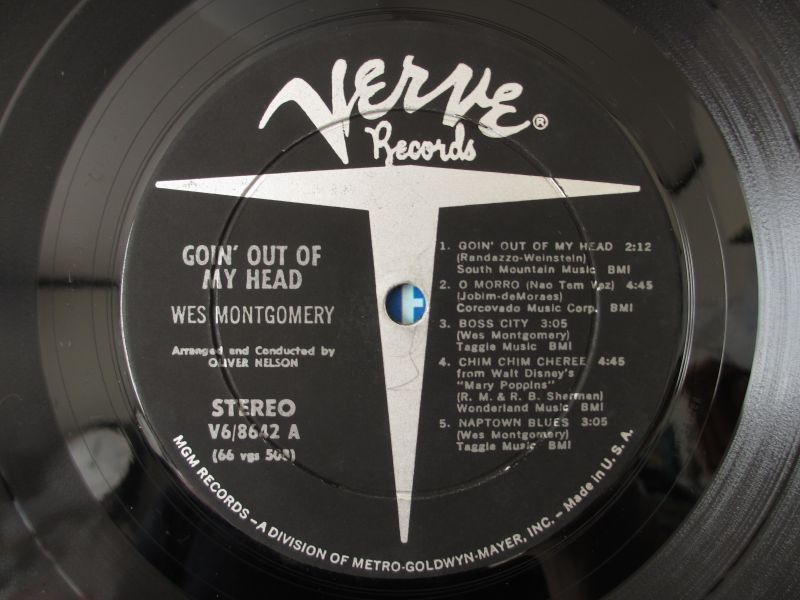 VERVE®
Records
GOIN' OUT OF
MY HEAD
WES MONTGOMERY
Arranged and Conducted by
OLIVER NELSON
STEREO
V6/8642 A
(66 vgs
1. GOIN' OUT OF MY HEAD 2:12
(Randazzo-Weinstein)
South Mountain Music BMI
2. O MORRO (Nao Tem Vez) 4:45
(Jobim-deMoraes)
Corcovado Music Corp. BMI
3. BOSS CITY 3:05
(Wes Montgomery)
Taggie Music BMI
4. CHIM CHIM CHEREE 4:45
from Walt Disney's
"Mary Poppins"
(R. M. & R. B. Sherman)
Wonderland Music BMI
5. NAPTOWN BLUES 3:05
(Wes Montgomery)
Taggie Music BMI
MGM RECORDS – A DIVISION OF METRO-GOLDWYN-MAYER, INC. – Made in U.S.A.